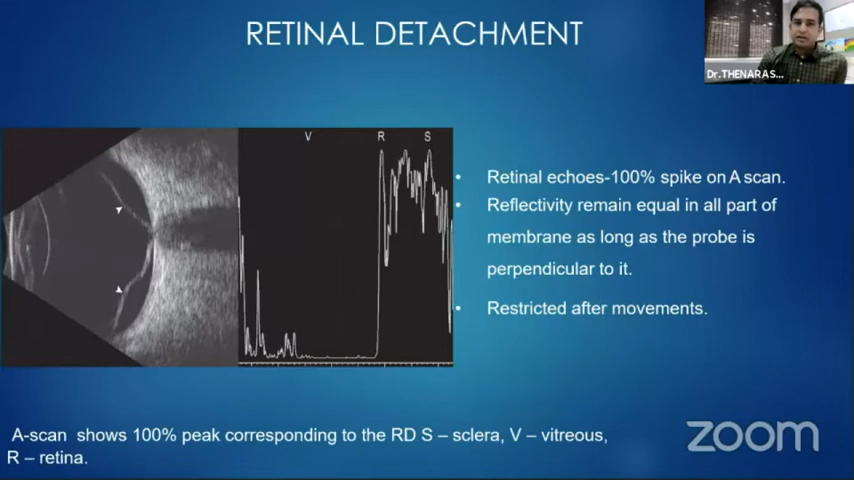 RETINAL DETACHMENT
Dr.THENARAS...
V R S
• Retinal echoes-100% spike on A scan.
• Reflectivity remain equal in all part of
membrane as long as the probe is
perpendicular to it.
• Restricted after movements.
A-scan shows 100% peak corresponding to the RD S – sclera, V – vitreous,
R – retina.
zoom